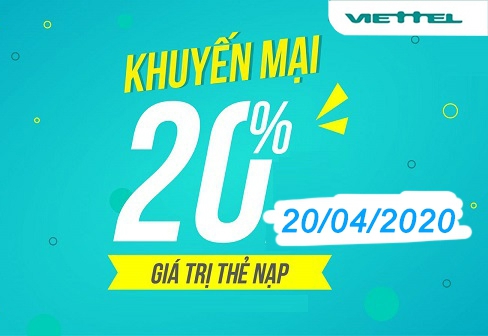 VIETTEL
KHUYẾN MẠI
20%
20/04/2020
GIÁ TRỊ THẺ NẠP